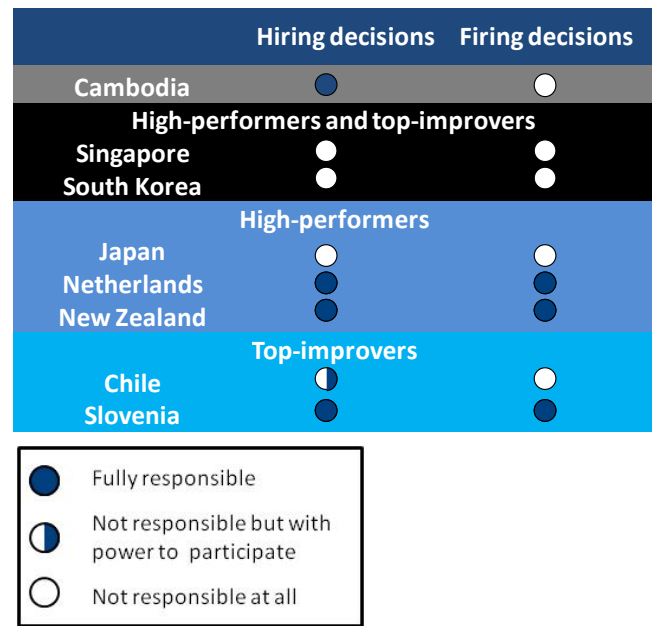 Hiring decisions Firing decisions
Cambodia
High-performers and top-improvers
Singapore
South Korea
High-performers
Japan
Netherlands
New Zealand
Top-improvers
Chile
Slovenia
Fully responsible
Not responsible but with
power to participate
Not responsible at all